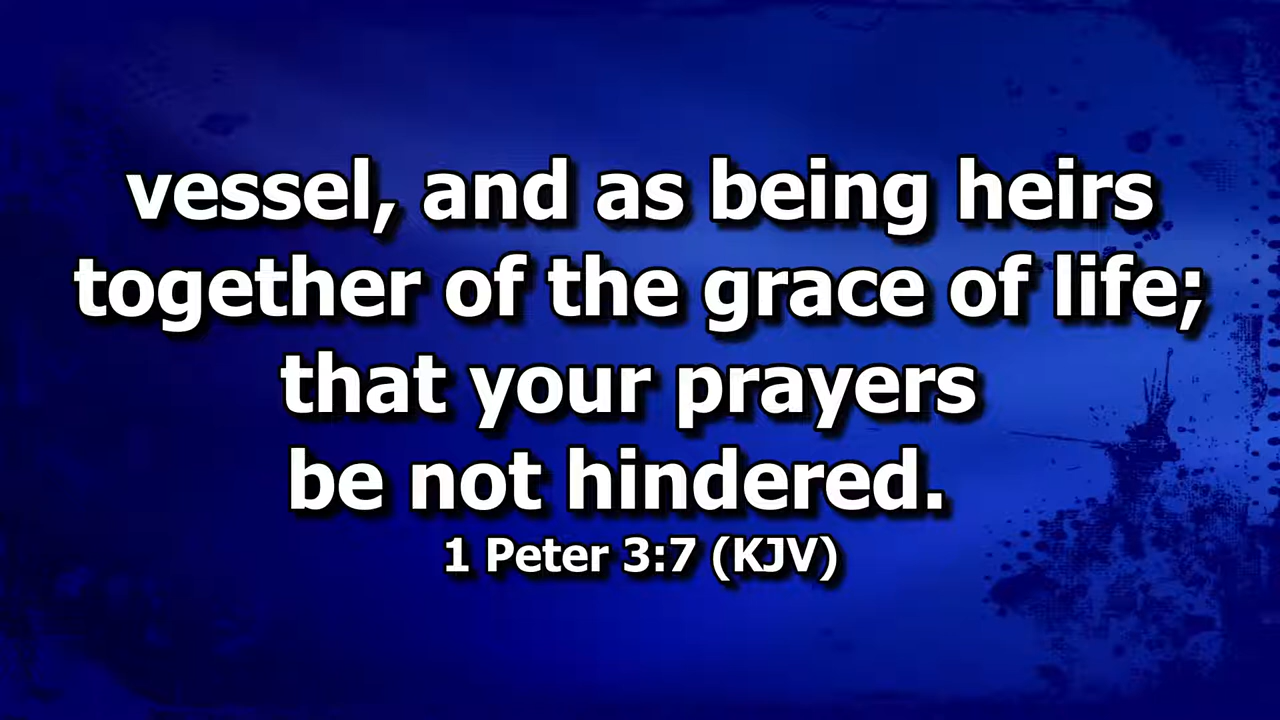 vessel, and as being heirs
together of the grace of life;
that your prayers
be not hindered.
1 Peter 3:7 (KJV)